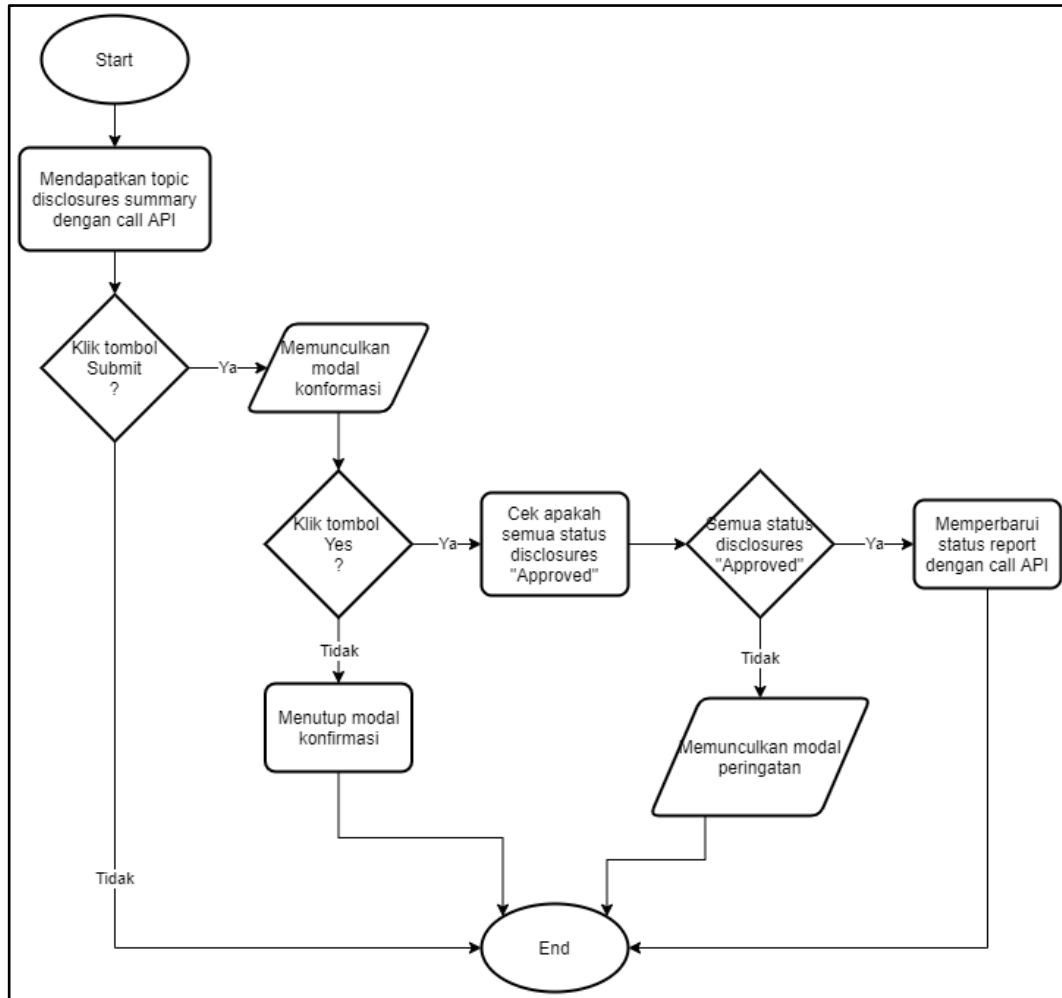 Start
Mendapatkan topic
disclosures summary
dengan call API
Klik tombol
Submit
?
Ya
Memunculkan
modal
konformasi
Klik tombol
Yes
?
Ya
Cek apakah
semua status
disclosures
"Approved"
Semua status
disclosures
"Approved"
Ya
Memperbarui
status report
dengan call API
Tidak
Menutup modal
konfirmasi
Tidak
Memunculkan modal
peringatan
Tidak
End